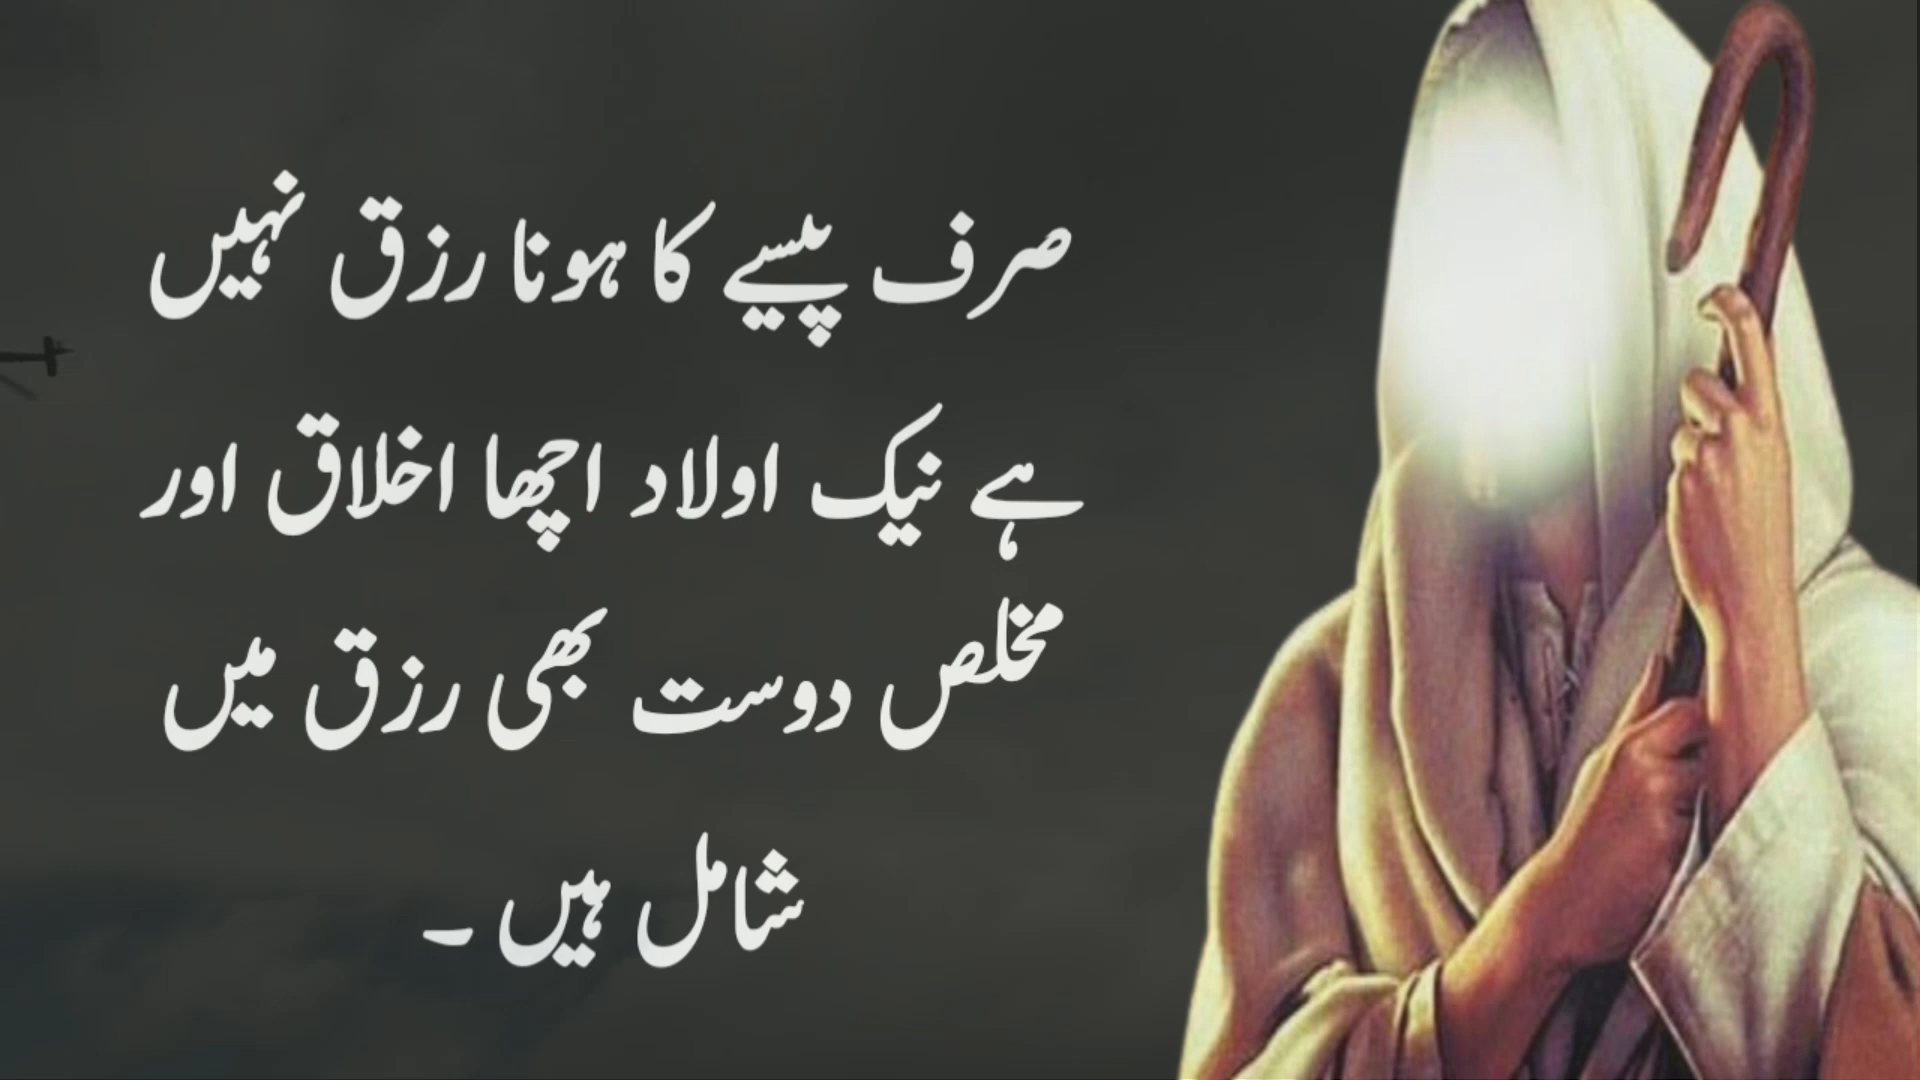 صرف پیسے کا ہونا رزق نہیں
ہے نیک اولاد اچھا اخلاق اور
مخلص دوست بھی رزق میں
شامل ہیں ۔